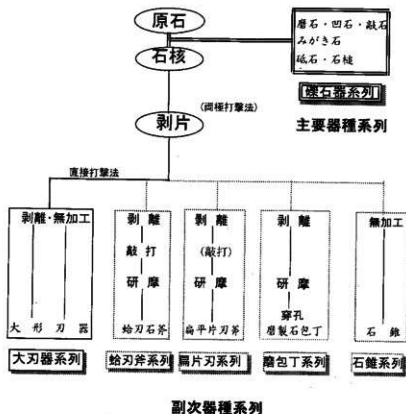 原石
磨石・凹石・敲石
みがき石
砥石・石槌
石核
礫石器系列
(両極打撃法)
剥片
主要器種系列
直接打撃法
剥離・無加工
剥離
剥離
剥離
無加工
敲打
(敲打)
研摩
研摩
研摩
穿孔
大形刃器
蛤刃石斧
扁平片刃斧
磨製石包丁
石錐
大刃器系列
蛤刃斧系列
扁片刃系列
磨包丁系列
石錐系列
副次器種系列